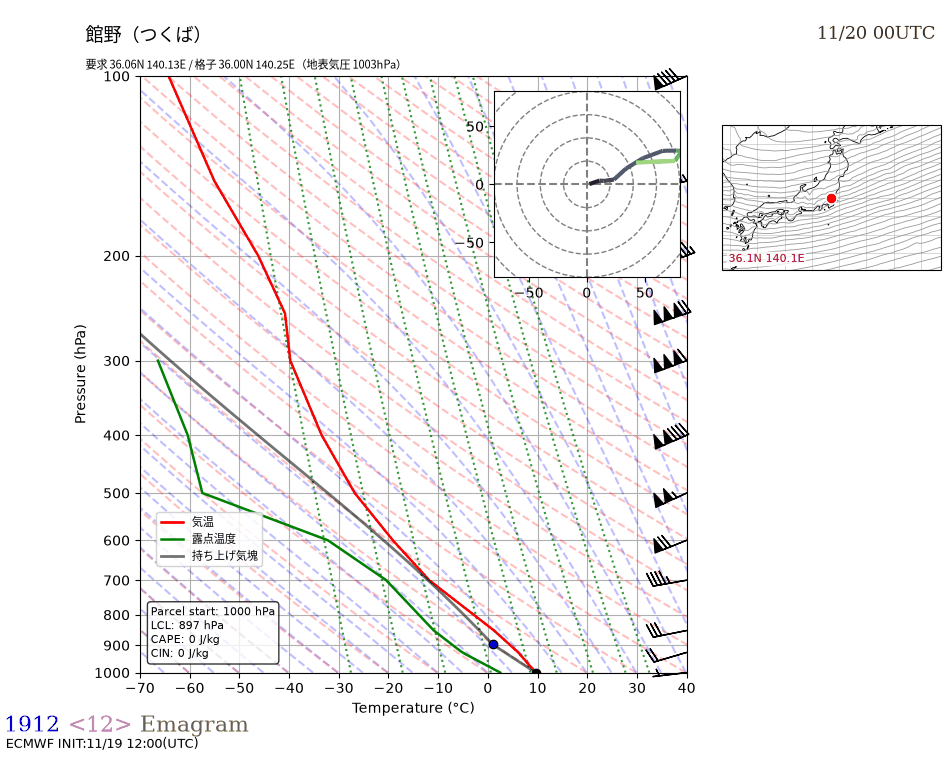 館野（つくば）
11/20 00UTC
要求 36.06N 140.13E / 格子 36.00N 140.25E（地表気圧 1003hPa）
100
200
300
400
500
600
700
800
900
1000
Pressure (hPa)
50
0
−50
−50 0 50
36.1N 140.1E
気温
露点温度
持ち上げ気塊
Parcel start: 1000 hPa
LCL: 897 hPa
CAPE: 0 J/kg
CIN: 0 J/kg
−70 −60 −50 −40 −30 −20 −10 0 10 20 30 40
Temperature (°C)
1912 <12> Emagram
ECMWF INIT:11/19 12:00(UTC)